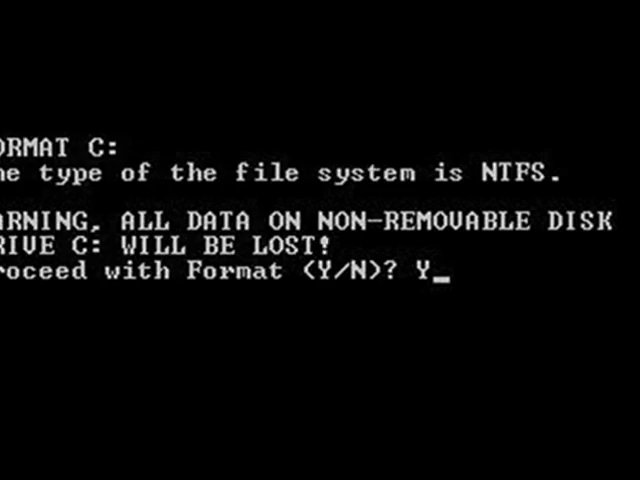 ORMAT C:
he type of the file system is NTFS.
ARNING, ALL DATA ON NON-REMOVABLE DISK
RIVE C: WILL BE LOST!
roceed with Format (Y/N)? Y_